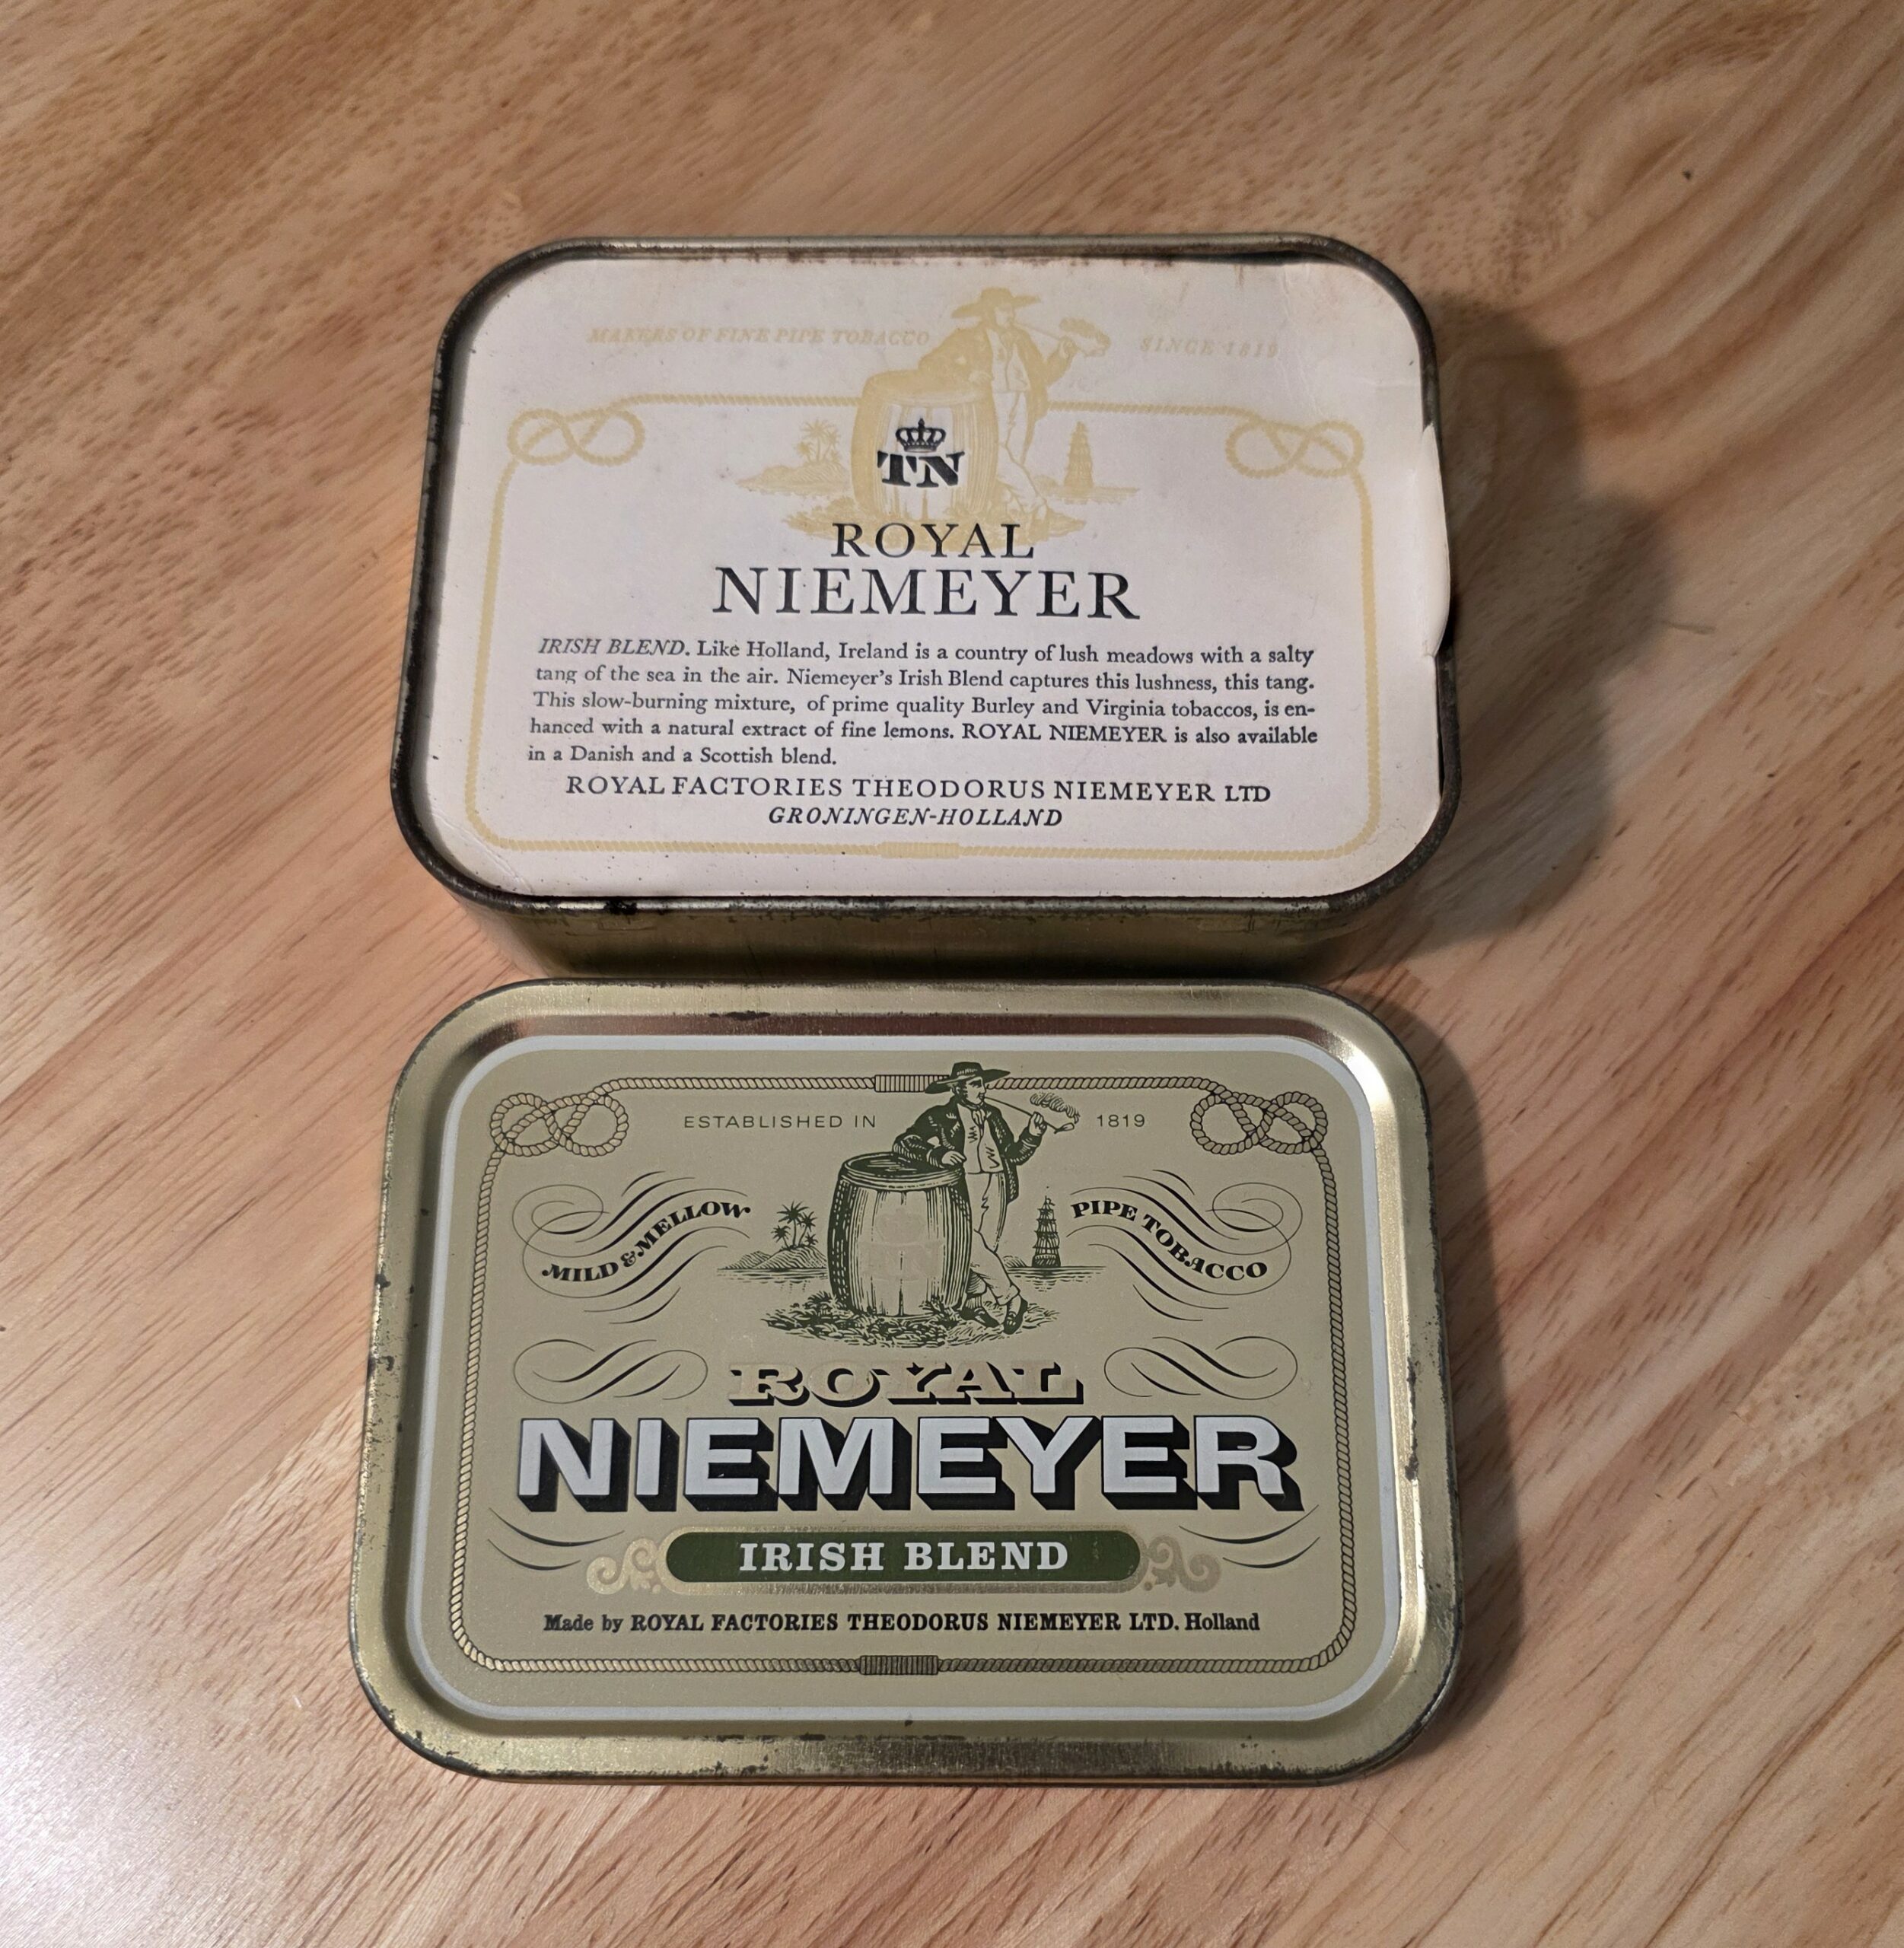 MAKERS OF FINE PIPE TOBACCO SINCE 1819
TN
ROYAL
NIEMEYER
IRISH BLEND. Like Holland, Ireland is a country of lush meadows with a salty
tang of the sea in the air. Niemeyer's Irish Blend captures this lushness, this tang.
This slow-burning mixture, of prime quality Burley and Virginia tobaccos, is en-
hanced with a natural extract of fine lemons. ROYAL NIEMEYER is also available
in a Danish and a Scottish blend.
ROYAL FACTORIES THEODORUS NIEMEYER LTD
GRONINGEN-HOLLAND
ESTABLISHED IN 1819
MILD & MELLOW PIPE TOBACCO
ROYAL
NIEMEYER
IRISH BLEND
Made by ROYAL FACTORIES THEODORUS NIEMEYER LTD. Holland